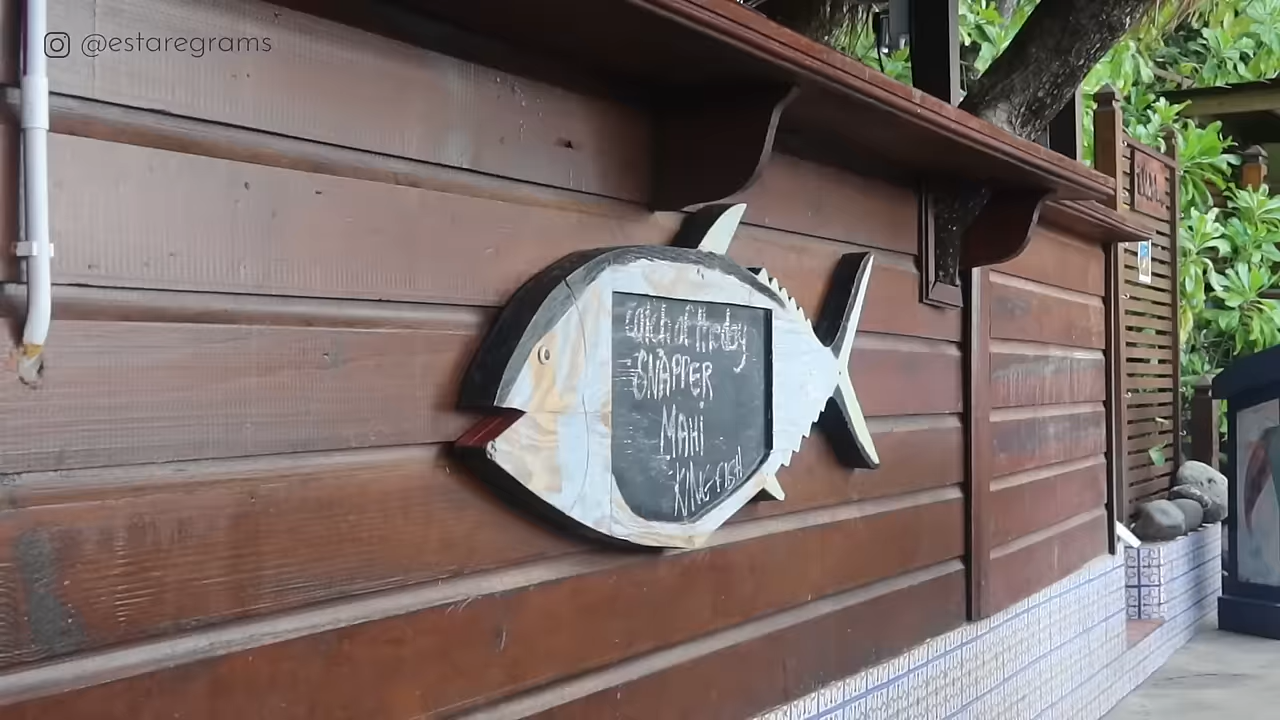 @estaregrams
catch of the day
SNAPPER
MAHi
KING FISH